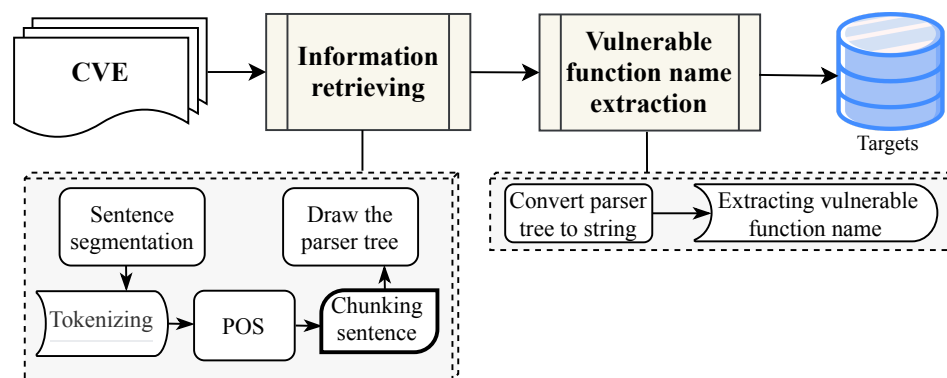 CVE
Information
retrieving
Vulnerable
function name
extraction
Targets
Sentence
segmentation
Draw the
parser tree
Tokenizing
POS
Chunking
sentence
Convert parser
tree to string
Extracting vulnerable
function name